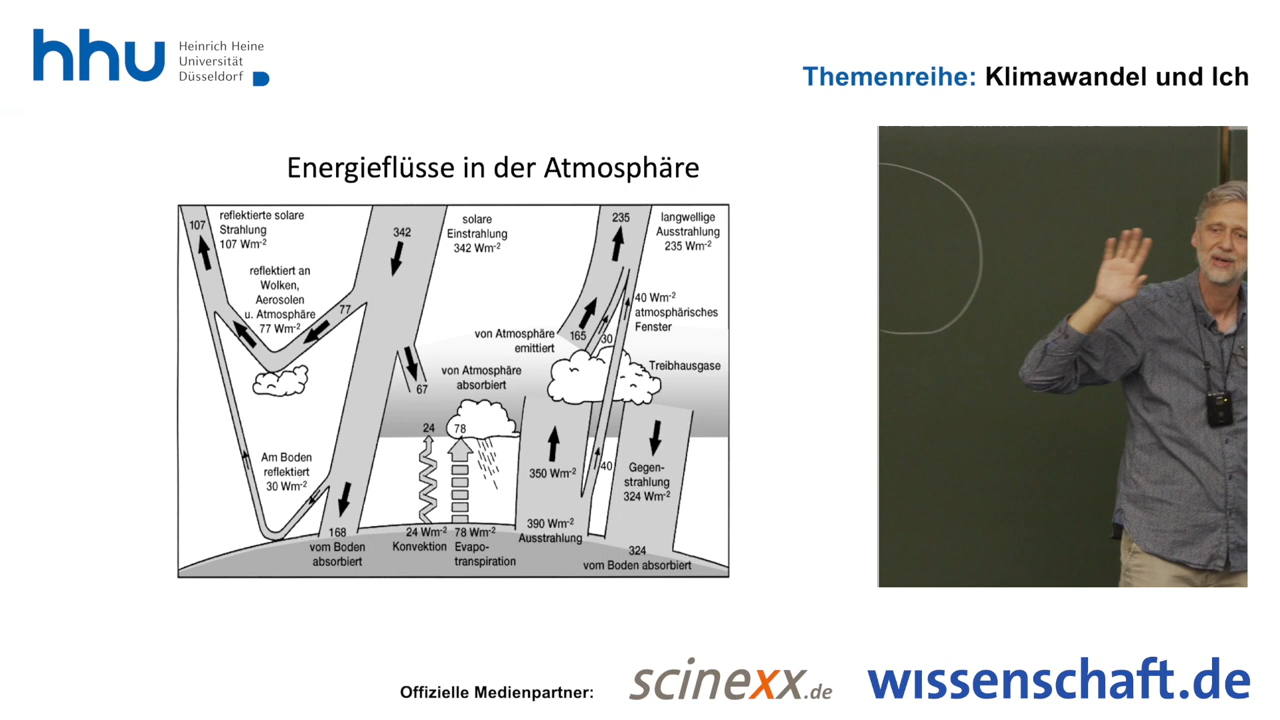 hhu
Heinrich Heine
Universität
Düsseldorf
Themenreihe: Klimawandel und Ich
Energieflüsse in der Atmosphäre
107
reflektierte solare
Strahlung
107 Wm⁻²
342
solare
Einstrahlung
342 Wm⁻²
235
langwellige
Ausstrahlung
235 Wm⁻²
reflektiert an
Wolken,
Aerosolen
u. Atmosphäre
77 Wm⁻²
77
40 Wm⁻²
atmosphärisches
Fenster
von Atmosphäre
emittiert
165
30
Treibhausgase
von Atmosphäre
absorbiert
67
24
78
Am Boden
reflektiert
30 Wm⁻²
350 Wm⁻²
40
Gegen-
strahlung
324 Wm⁻²
168
vom Boden
absorbiert
24 Wm⁻²
Konvektion
78 Wm⁻²
Evapo-
transpiration
390 Wm⁻²
Ausstrahlung
324
vom Boden absorbiert
Offizielle Medienpartner:
scinexx.de
wissenschaft.de